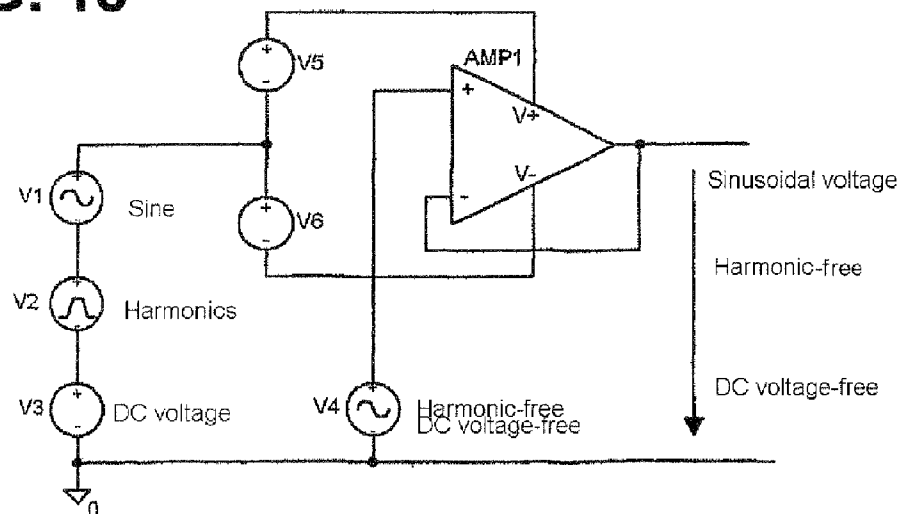 V5
AMP1
+
-
+
V+
V-
-
V1
+
-
Sine
+
V6
-
Sinusoidal voltage
V2
+
-
Harmonics
Harmonic-free
V3
+
-
DC voltage
V4
+
-
Harmonic-free
DC voltage-free
DC voltage-free
0